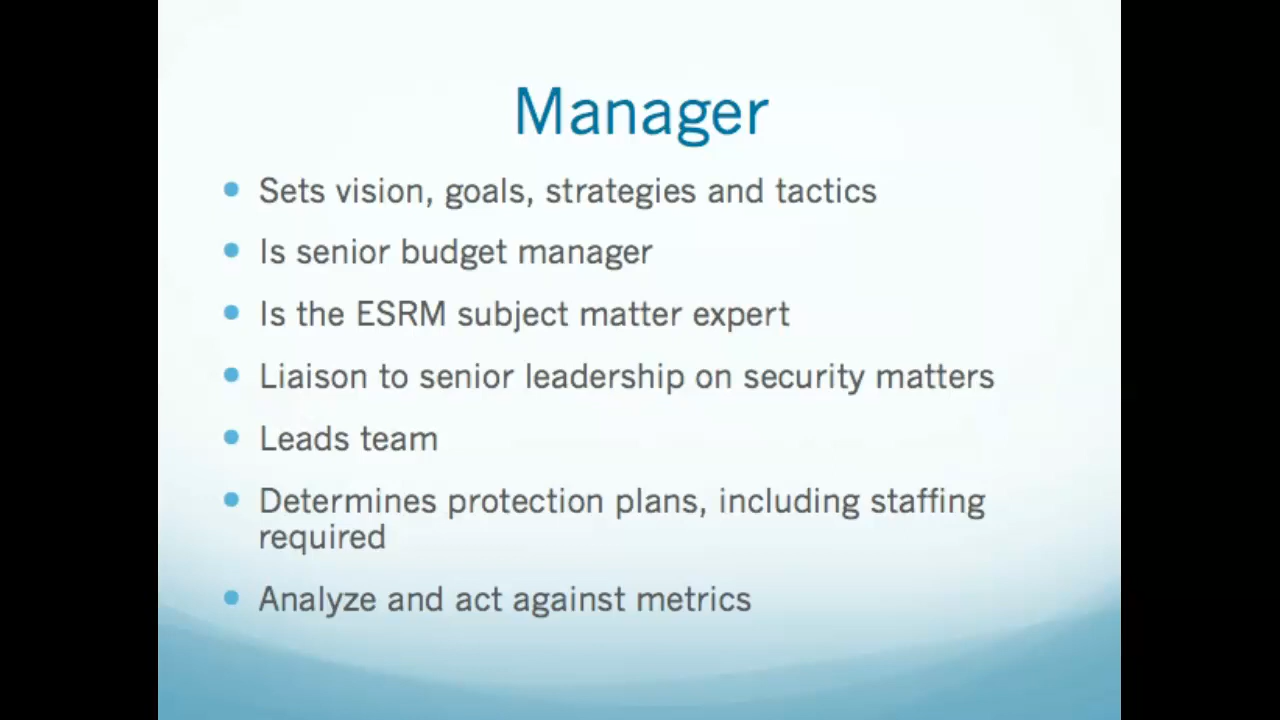 Manager
• Sets vision, goals, strategies and tactics
• Is senior budget manager
• Is the ESRM subject matter expert
• Liaison to senior leadership on security matters
• Leads team
• Determines protection plans, including staffing
required
• Analyze and act against metrics